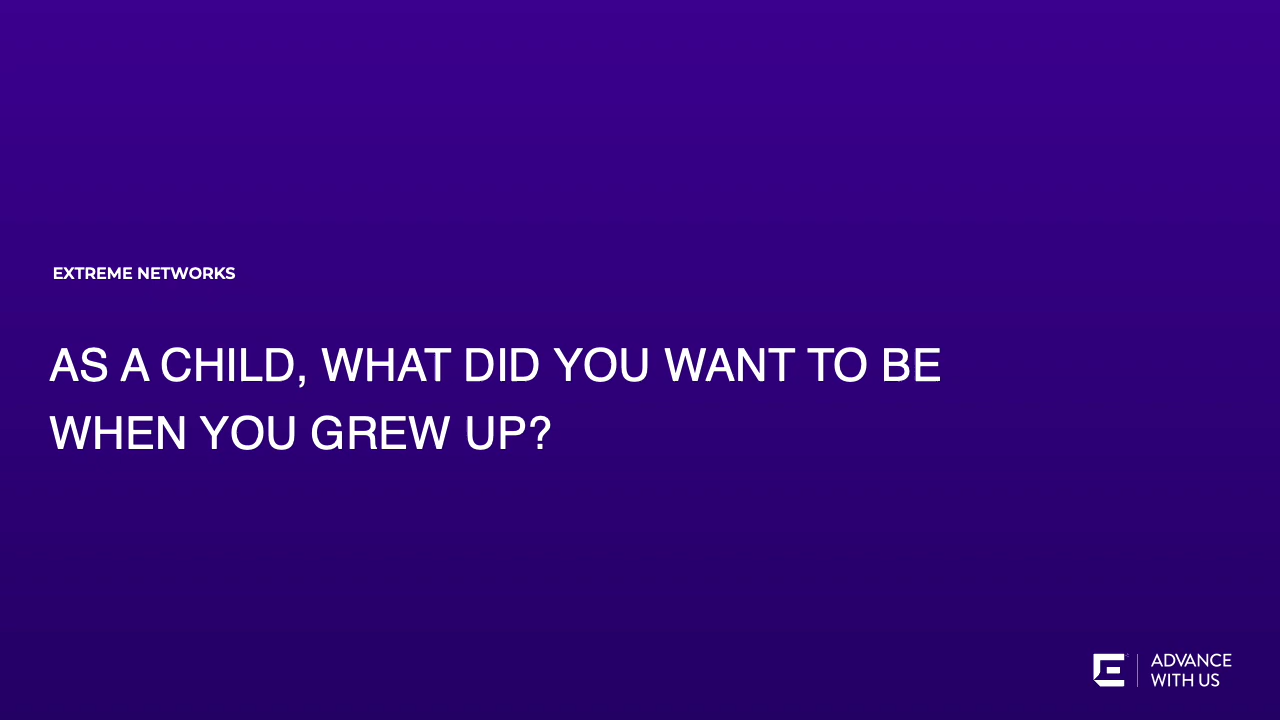 EXTREME NETWORKS
AS A CHILD, WHAT DID YOU WANT TO BE
WHEN YOU GREW UP?
ADVANCE
WITH US